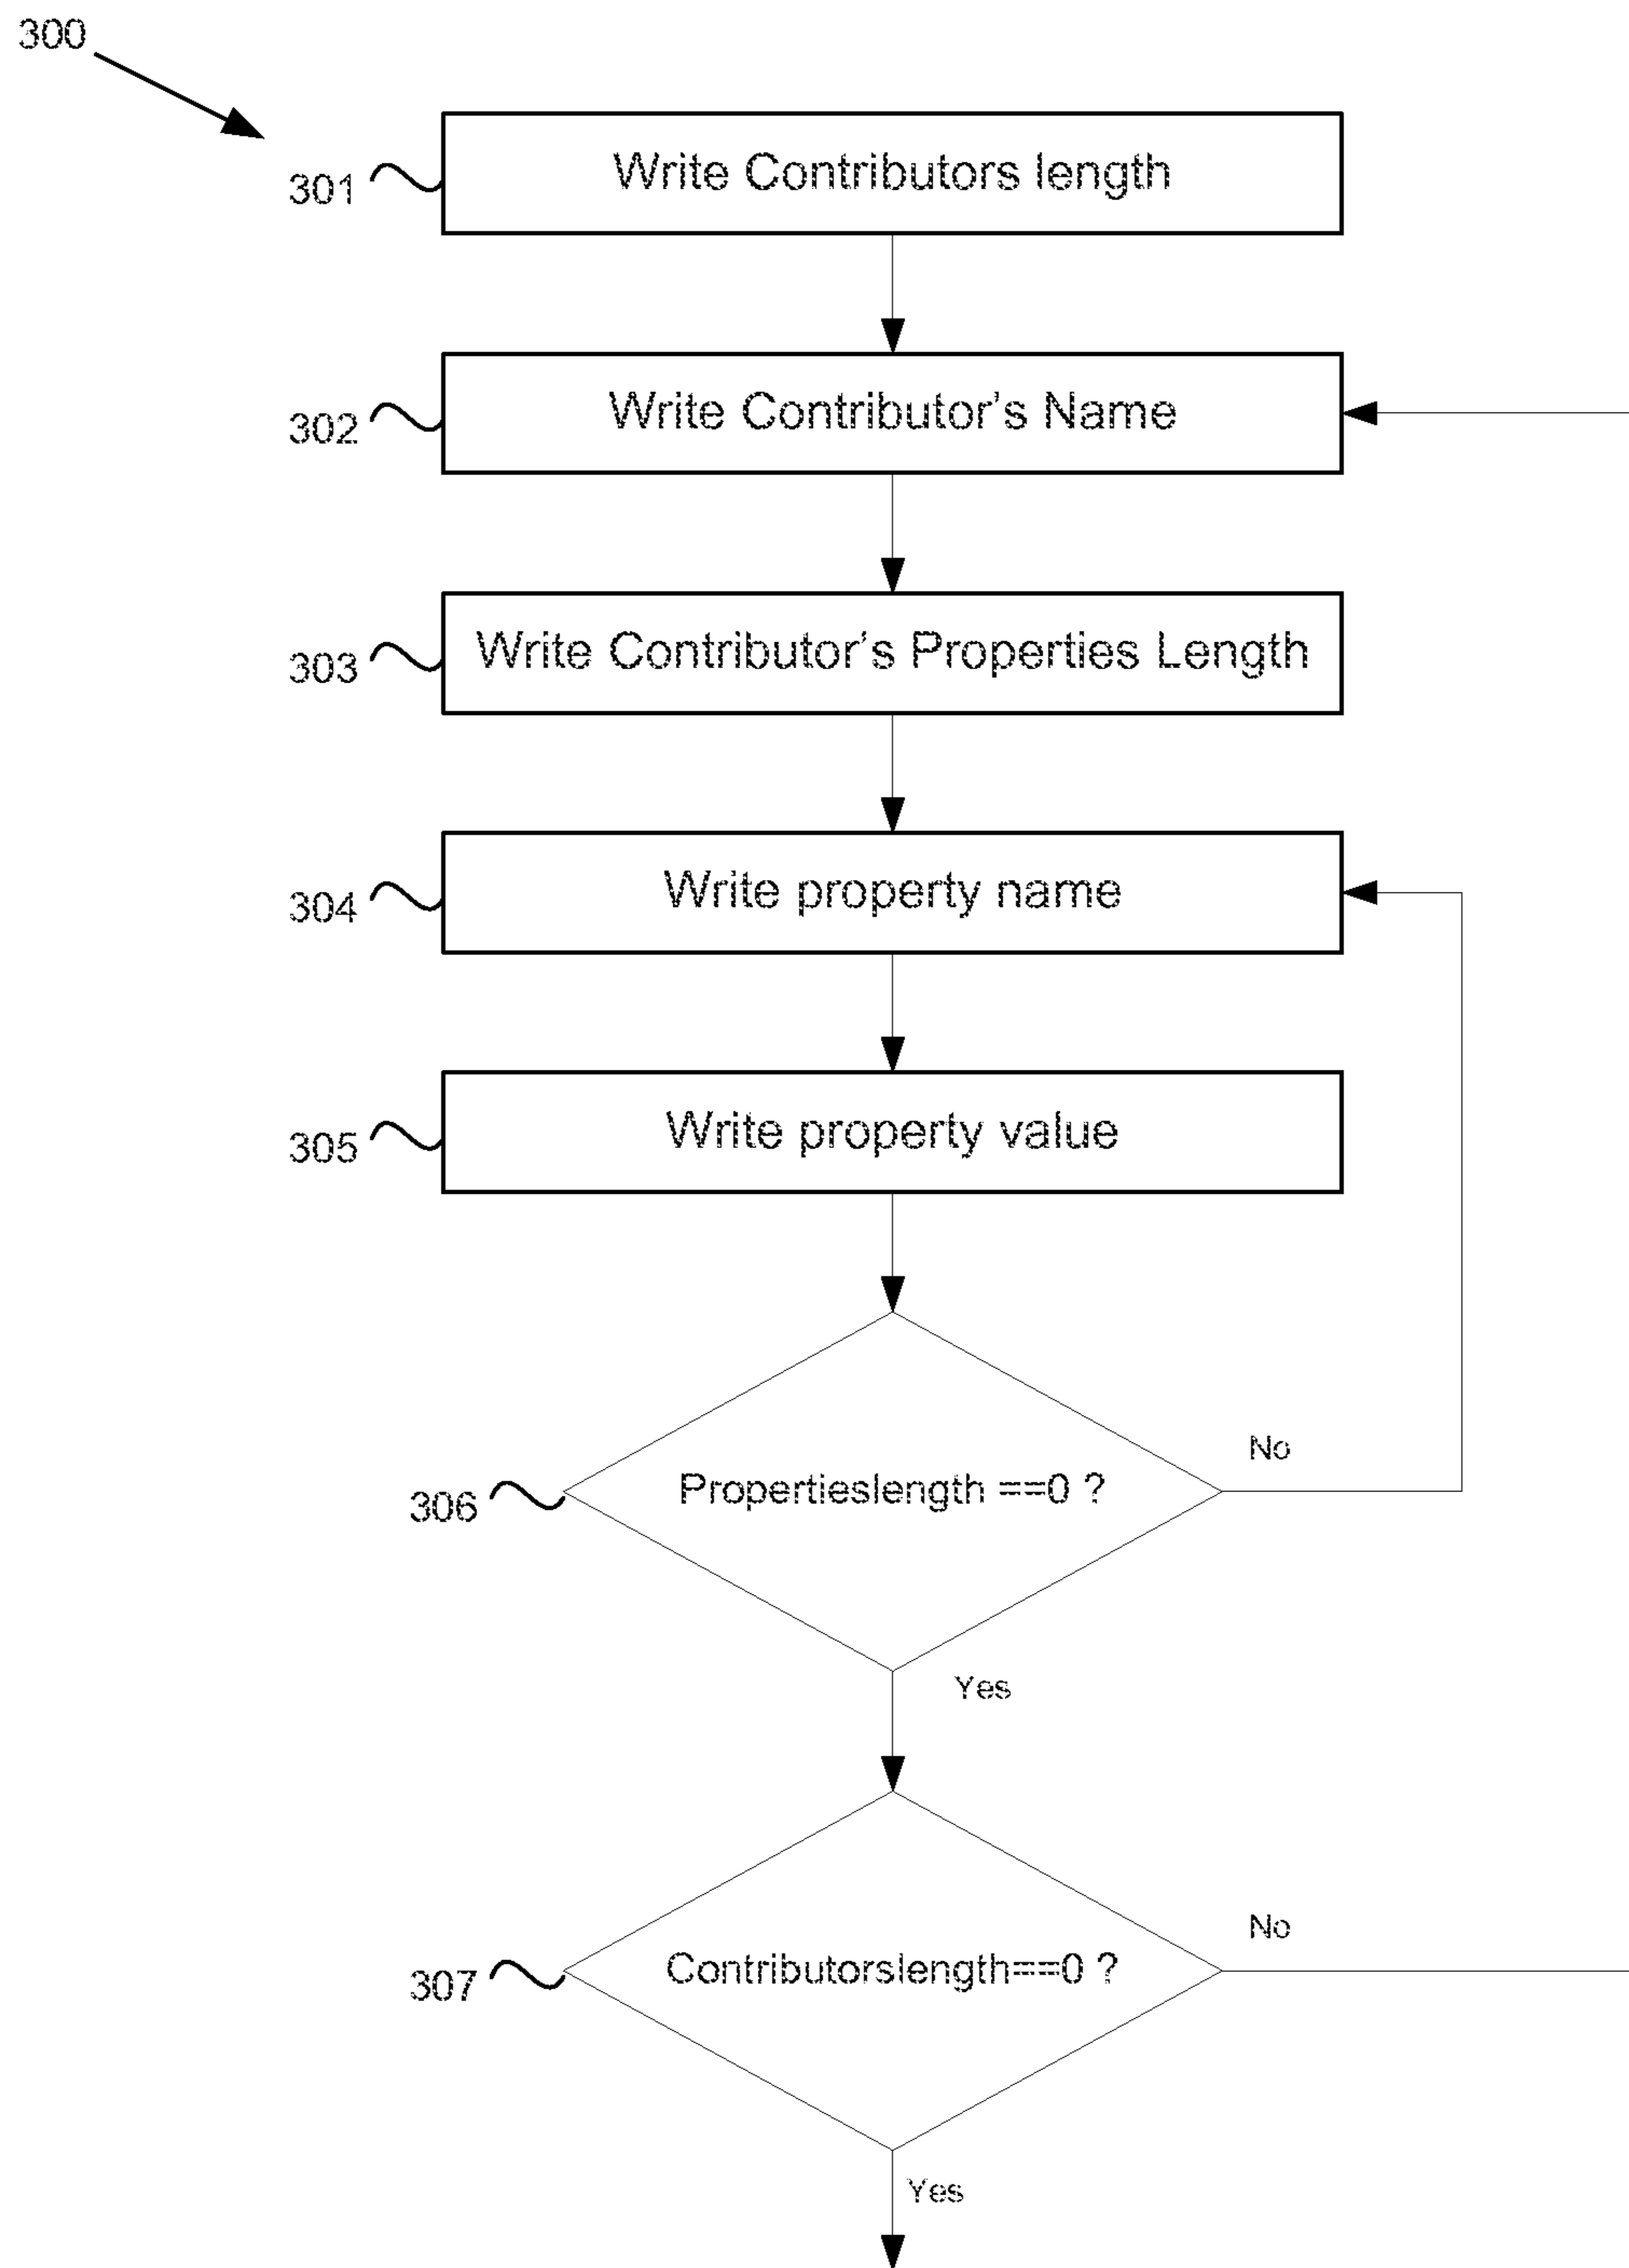 300
301
Write Contributors length
302
Write Contributor's Name
303
Write Contributor's Properties Length
304
Write property name
305
Write property value
306
Propertieslength ==0 ?
No
Yes
307
Contributorslength==0 ?
No
Yes